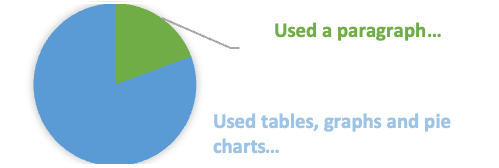 Used a paragraph…
Used tables, graphs and pie
charts…